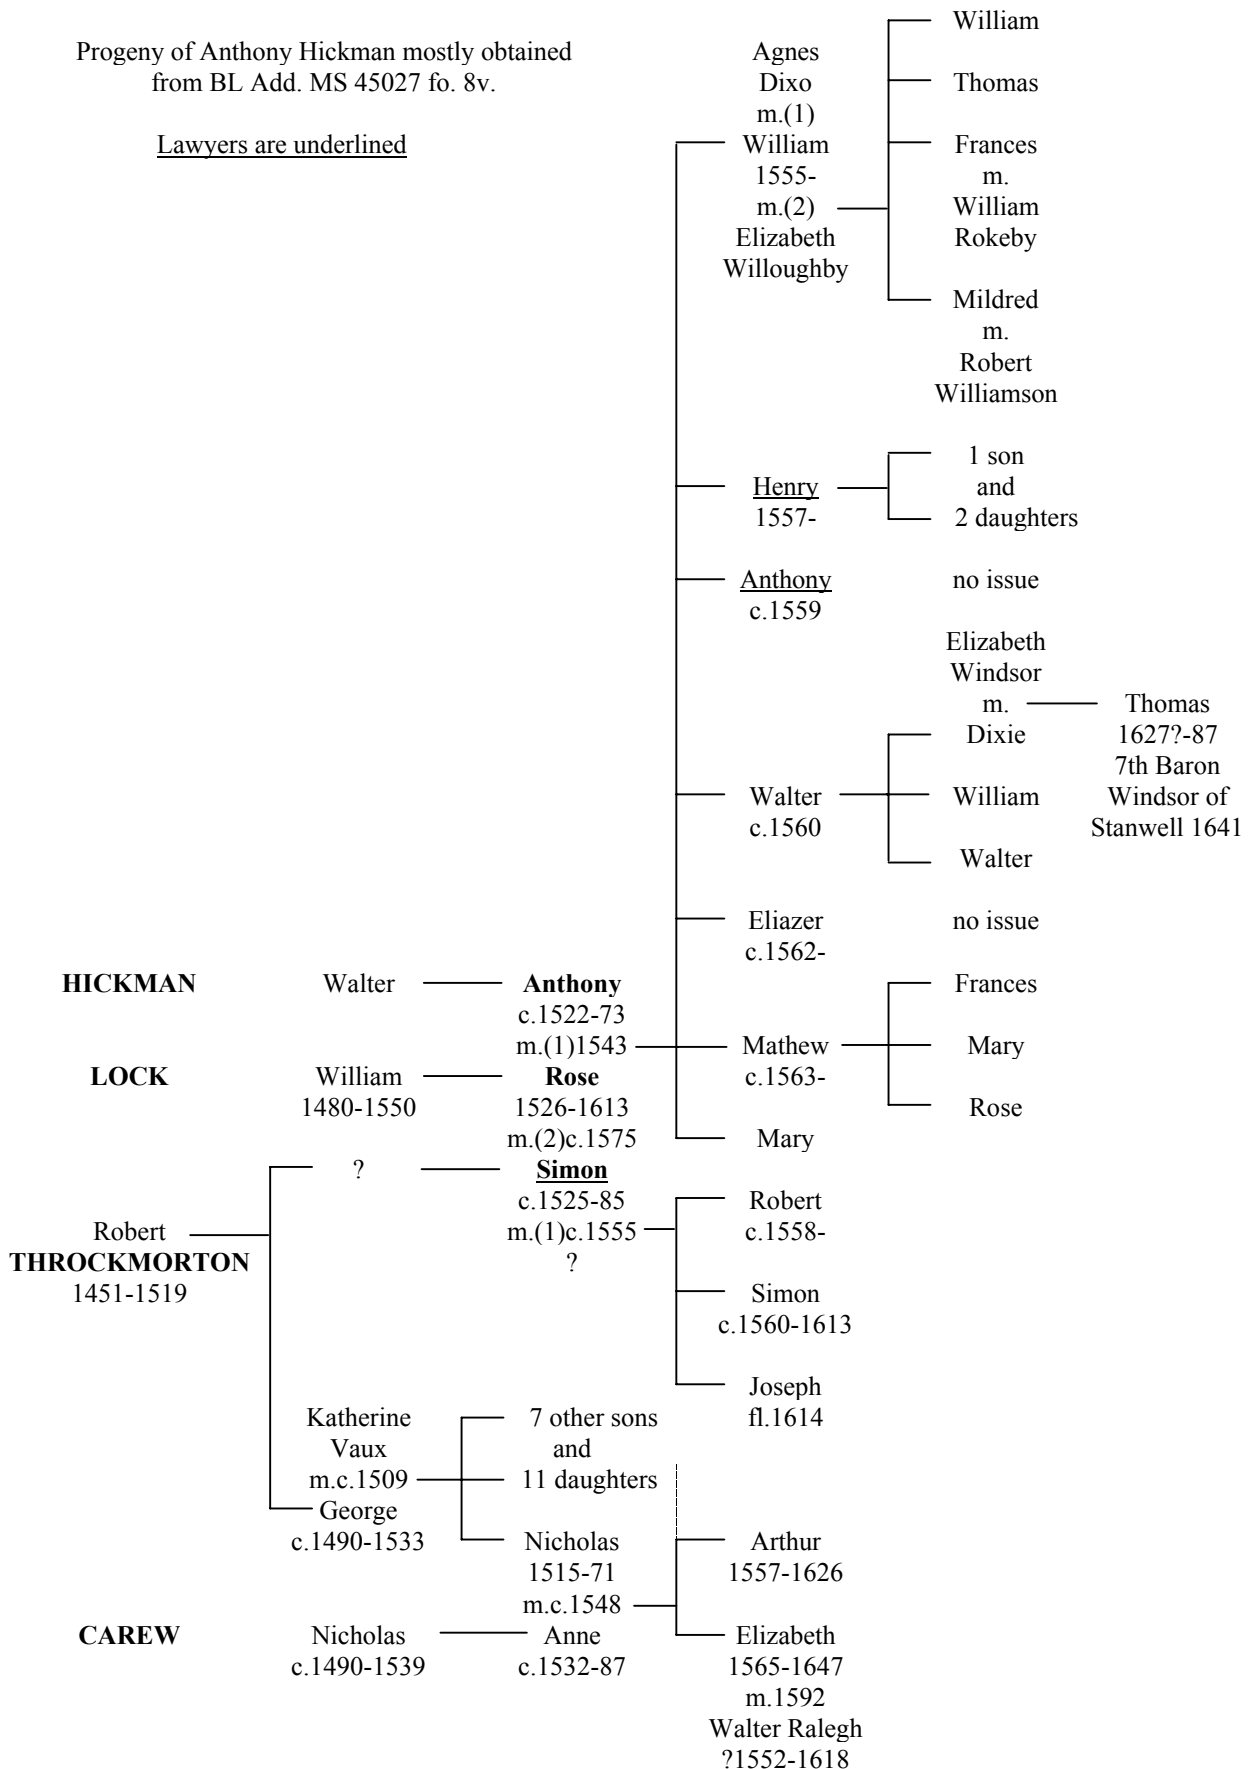 Progeny of Anthony Hickman mostly obtained
from BL Add. MS 45027 fo. 8v.
Lawyers are underlined
Agnes
Dixo
m.(1)
William
1555-
m.(2)
Elizabeth
Willoughby
William
Thomas
Frances
m.
William
Rokeby
Mildred
m.
Robert
Williamson
Henry
1557-
1 son
and
2 daughters
Anthony
c.1559
no issue
Elizabeth
Windsor
m.
Dixie
Thomas
1627?-87
7th Baron
Windsor of
Stanwell 1641
Walter
c.1560
William
Walter
Eliazer
c.1562-
no issue
HICKMAN
Walter
Anthony
c.1522-73
m.(1)1543
Mathew
c.1563-
Frances
Mary
Rose
LOCK
William
1480-1550
Rose
1526-1613
m.(2)c.1575
Mary
?
Simon
c.1525-85
m.(1)c.1555
?
Robert
c.1558-
Simon
c.1560-1613
Joseph
fl.1614
Robert
THROCKMORTON
1451-1519
Katherine
Vaux
m.c.1509
George
c.1490-1533
7 other sons
and
11 daughters
Nicholas
1515-71
m.c.1548
Arthur
1557-1626
CAREW
Nicholas
c.1490-1539
Anne
c.1532-87
Elizabeth
1565-1647
m.1592
Walter Ralegh
?1552-1618